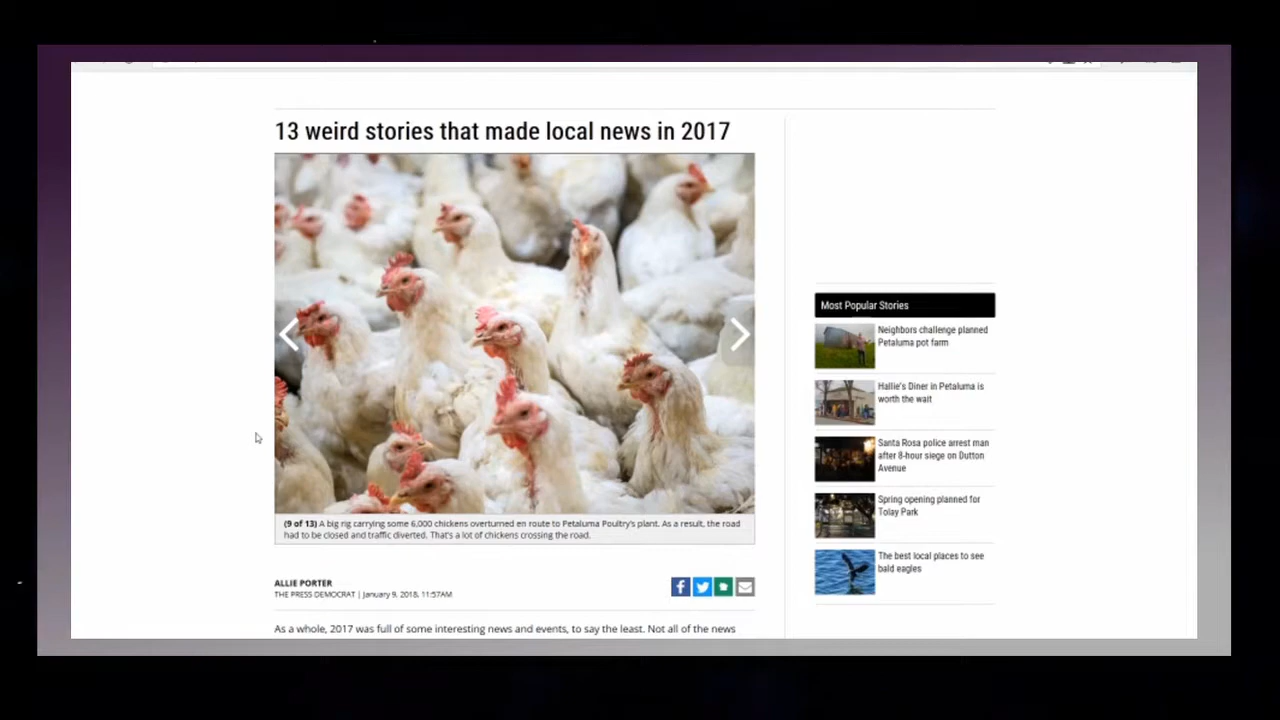 13 weird stories that made local news in 2017
(9 of 13) A big rig carrying some 6,000 chickens overturned en route to Petaluma Poultry's plant. As a result, the road
had to be closed and traffic diverted. That's a lot of chickens crossing the road.
ALLIE PORTER
THE PRESS DEMOCRAT | January 9, 2018, 11:57AM
As a whole, 2017 was full of some interesting news and events, to say the least. Not all of the news
Most Popular Stories
Neighbors challenge planned
Petaluma pot farm
Hallie's Diner in Petaluma is
worth the wait
Santa Rosa police arrest man
after 8-hour siege on Dutton
Avenue
Spring opening planned for
Tolay Park
The best local places to see
bald eagles